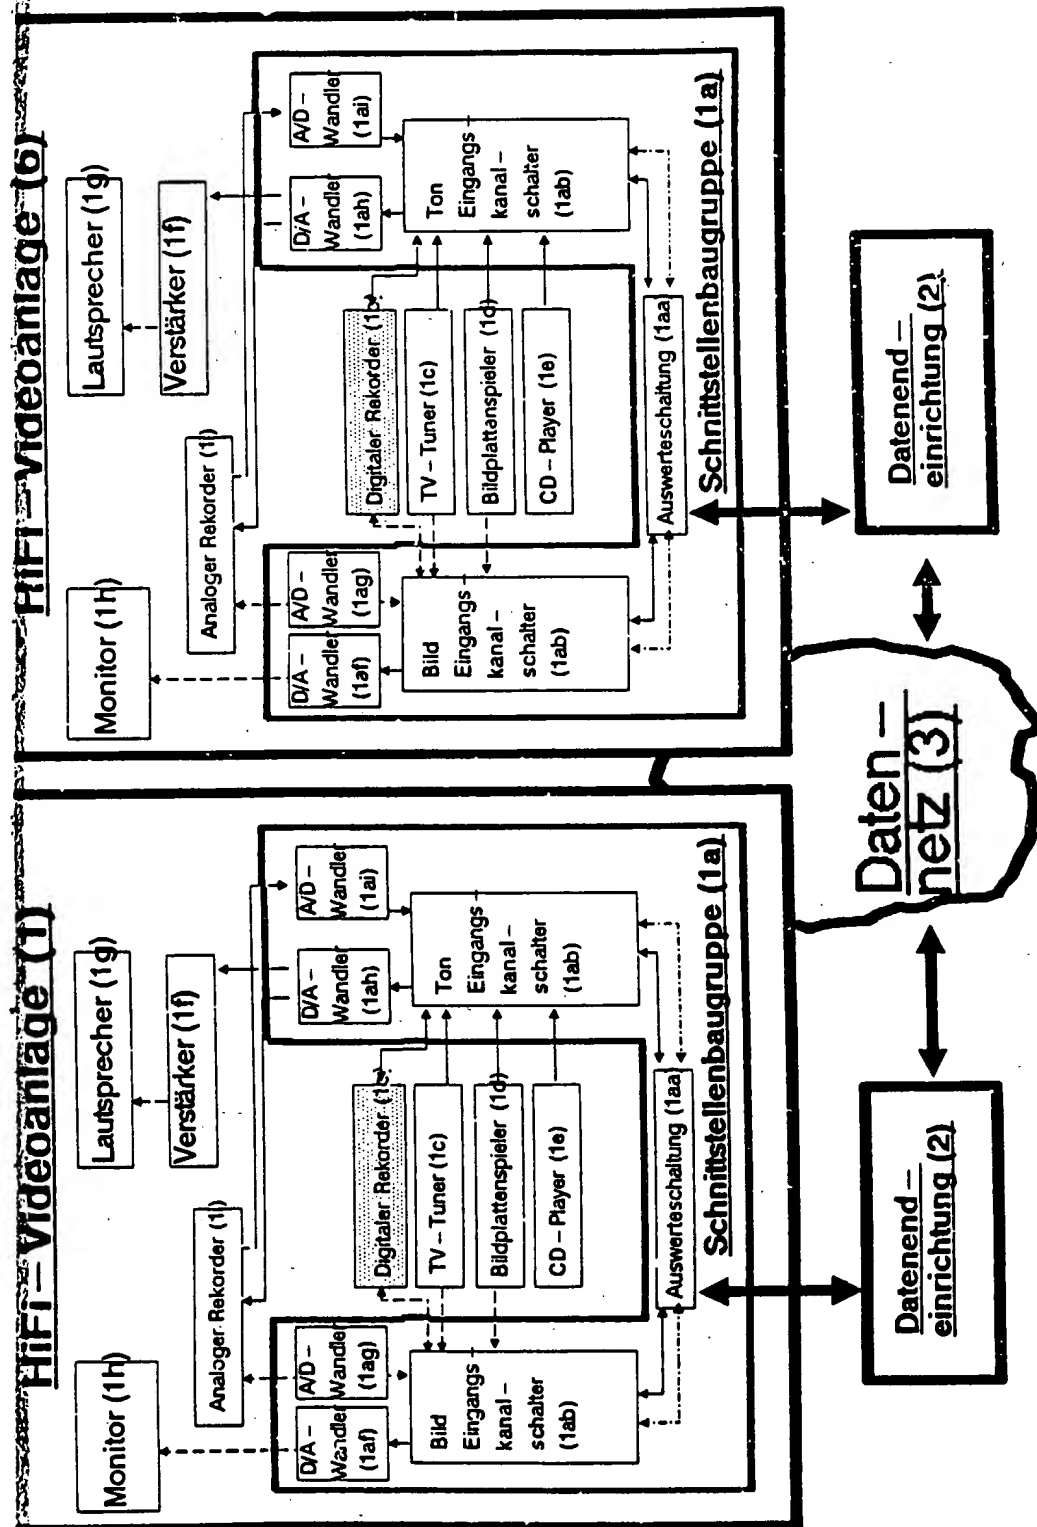 HiFi – Videoanlage (1)
Monitor (1h)
Lautsprecher (1g)
Verstärker (1f)
Analoger Rekorder (1i)
D/A –
Wandler
(1af)
A/D –
Wandler
(1ag)
D/A –
Wandler
(1ah)
A/D –
Wandler
(1ai)
Bild
Eingangs –
kanal –
schalter
(1ab)
Digitaler Rekorder
TV – Tuner (1c)
Bildplattenspieler (1d)
CD – Player (1e)
Ton
Eingangs –
kanal –
schalter
(1ab)
Auswerteschaltung (1aa)
Schnittstellenbaugruppe (1a)
Datenend –
einrichtung (2)
HiFi – Videoanlage (6)
Monitor (1h)
Lautsprecher (1g)
Verstärker (1f)
Analoger Rekorder (1i)
D/A –
Wandler
(1af)
A/D –
Wandler
(1ag)
D/A –
Wandler
(1ah)
A/D –
Wandler
(1ai)
Bild
Eingangs –
kanal –
schalter
(1ab)
Digitaler Rekorder
TV – Tuner (1c)
Bildplattanspieler (1d)
CD – Player (1e)
Ton
Eingangs –
kanal –
schalter
(1ab)
Auswerteschaltung (1aa)
Schnittstellenbaugruppe (1a)
Datenend –
einrichtung (2)
Daten –
netz (3)